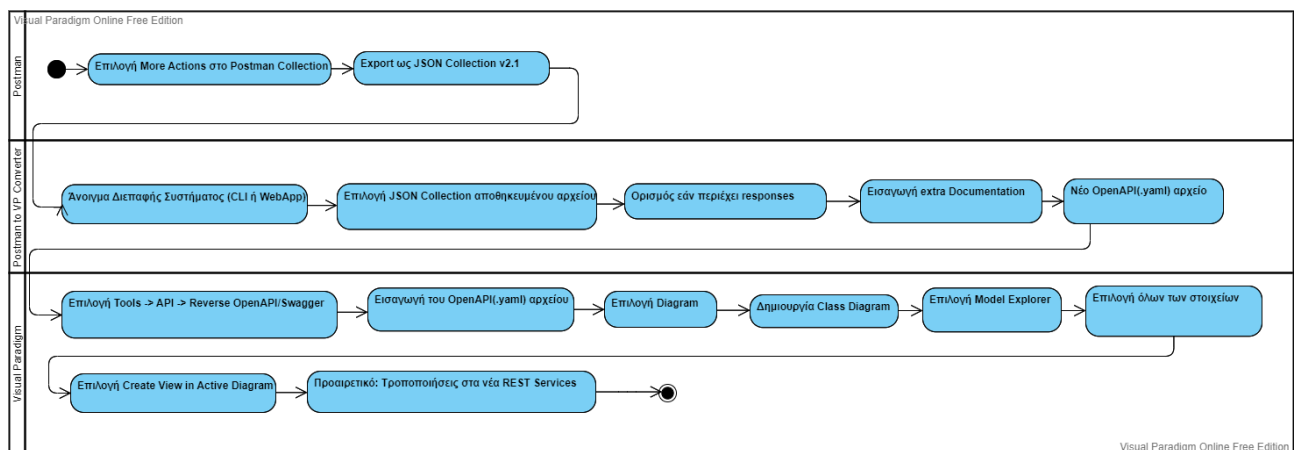 Visual Paradigm Online Free Edition
Postman
Επιλογή More Actions στο Postman Collection
Export ως JSON Collection v2.1
Postman to VP Converter
Άνοιγμα Διεπαφής Συστήματος (CLI ή WebApp)
Επιλογή JSON Collection αποθηκευμένου αρχείου
Ορισμός εάν περιέχει responses
Εισαγωγή extra Documentation
Νέο OpenAPI(.yaml) αρχείο
Visual Paradigm
Επιλογή Tools -> API -> Reverse OpenAPI/Swagger
Εισαγωγή του OpenAPI(.yaml) αρχείου
Επιλογή Diagram
Δημιουργία Class Diagram
Επιλογή Model Explorer
Επιλογή όλων των στοιχείων
Επιλογή Create View in Active Diagram
Προαιρετικό: Τροποποιήσεις στα νέα REST Services
Visual Paradigm Online Free Edition